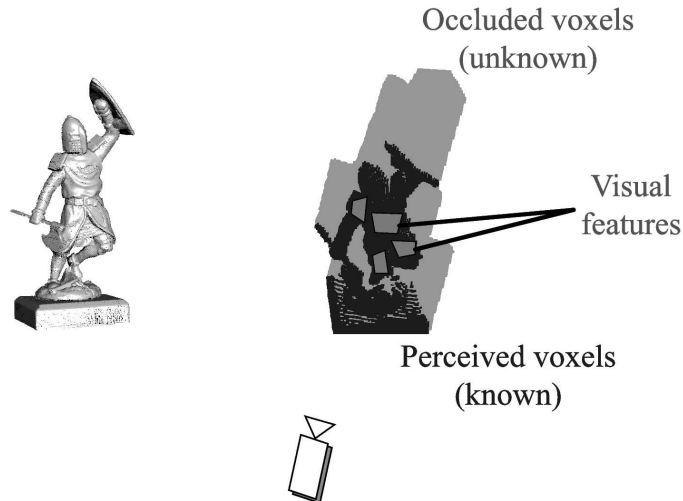 Occluded voxels
(unknown)
Visual
features
Perceived voxels
(known)